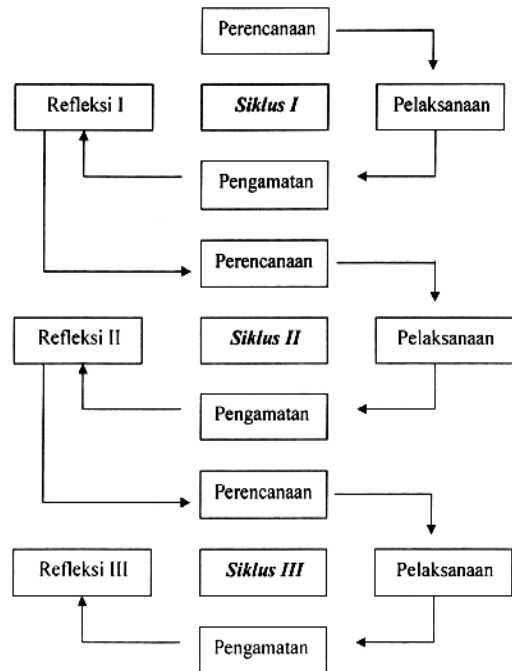 Perencanaan
Refleksi I
Siklus I
Pelaksanaan
Pengamatan
Perencanaan
Refleksi II
Siklus II
Pelaksanaan
Pengamatan
Perencanaan
Refleksi III
Siklus III
Pelaksanaan
Pengamatan